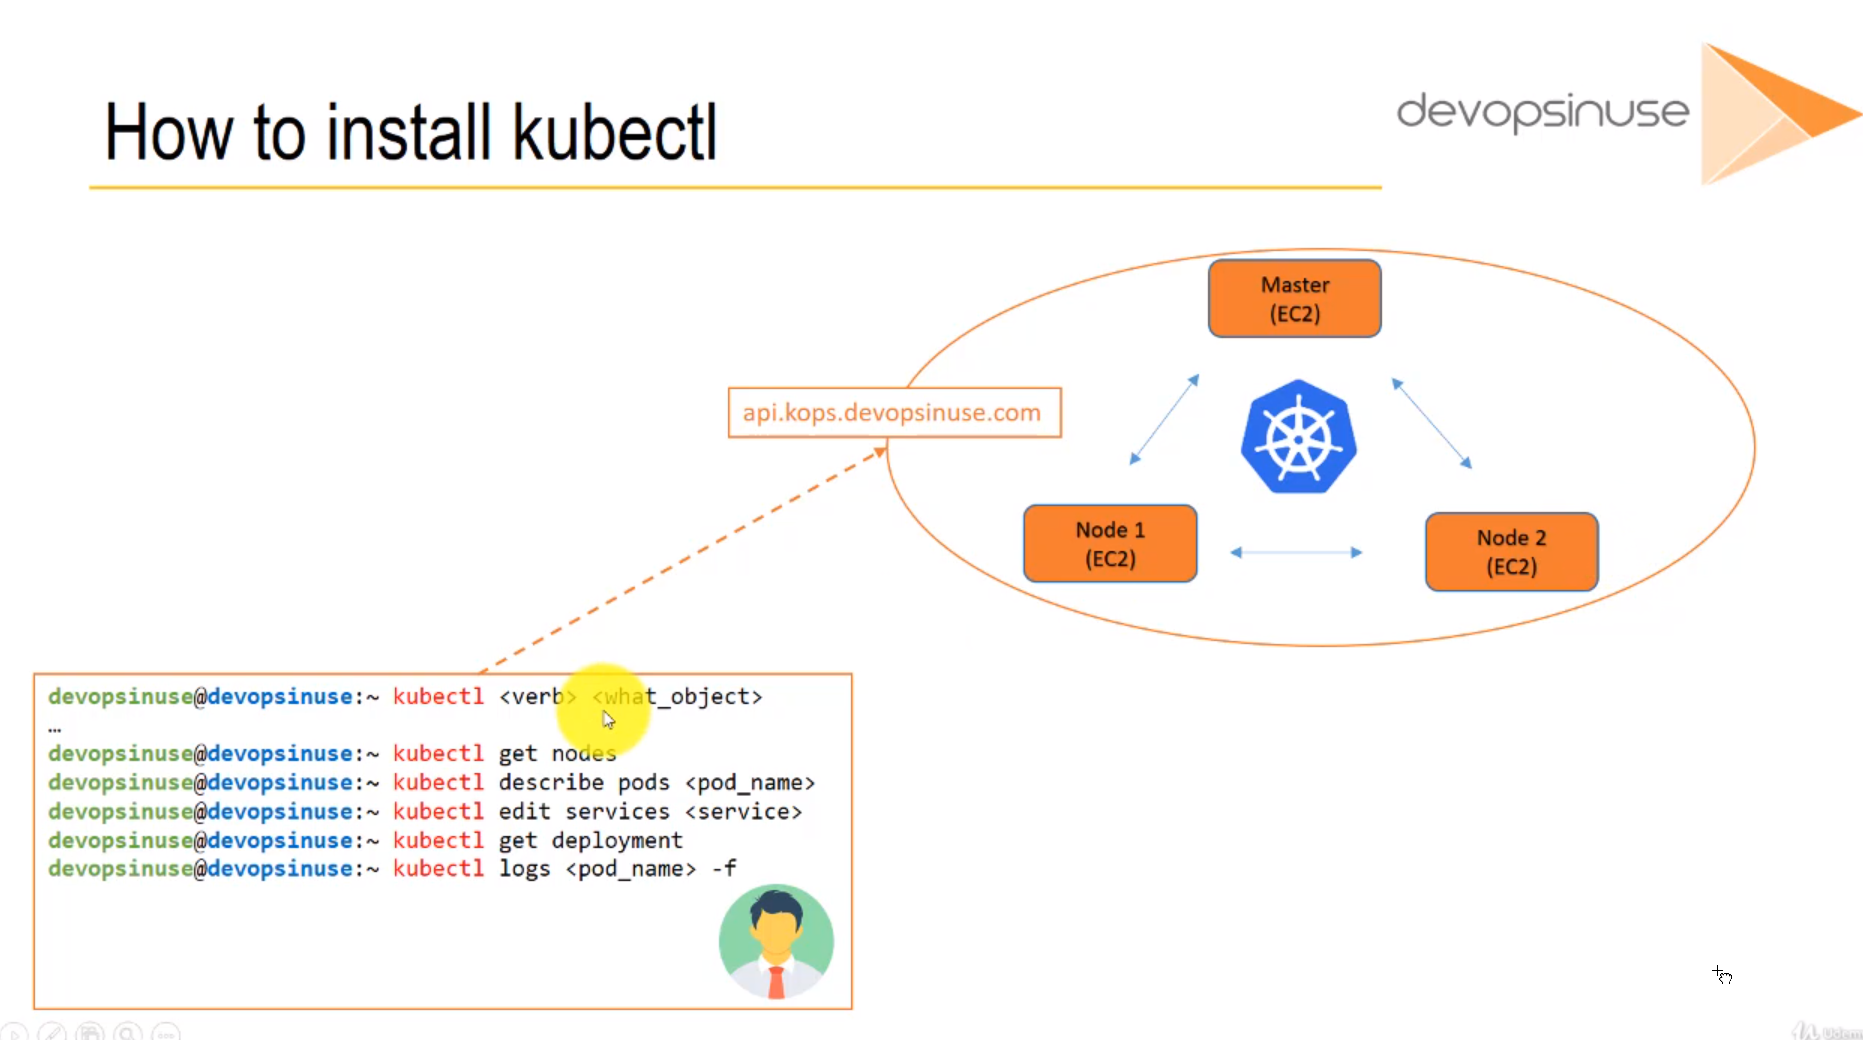 How to install kubectl
devopsinuse
Master
(EC2)
api.kops.devopsinuse.com
Node 1
(EC2)
Node 2
(EC2)
devopsinuse@devopsinuse:~ kubectl <verb> <what_object>
…
devopsinuse@devopsinuse:~ kubectl get nodes
devopsinuse@devopsinuse:~ kubectl describe pods <pod_name>
devopsinuse@devopsinuse:~ kubectl edit services <service>
devopsinuse@devopsinuse:~ kubectl get deployment
devopsinuse@devopsinuse:~ kubectl logs <pod_name> -f